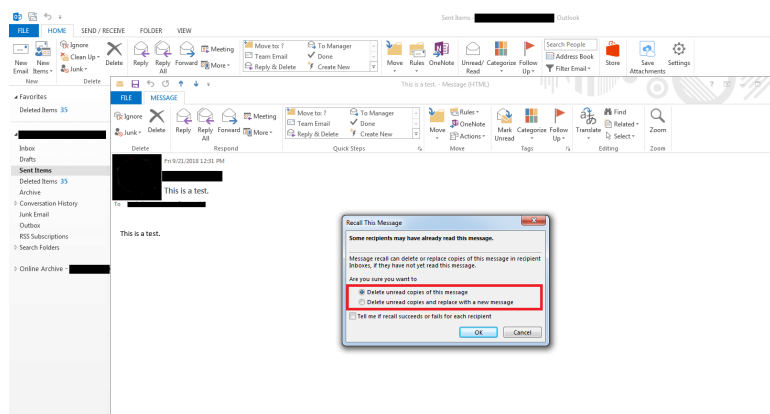 Sent Items - Outlook
FILE HOME SEND / RECEIVE FOLDER VIEW
New Email
New Items
Ignore
Clean Up
Junk
Delete
Reply
Reply All
Forward
Meeting
More
Move to: ?
Team Email
Reply & Delete
To Manager
Done
Create New
Move
Rules
OneNote
Unread/ Read
Categorize
Follow Up
Search People
Address Book
Filter Email
Store
Save Attachments
Settings
New
Delete
Favorites
Deleted Items 35
Inbox
Drafts
Sent Items
Deleted Items 35
Archive
Conversation History
Junk Email
Outbox
RSS Subscriptions
Search Folders
Online Archive -
This is a test. - Message (HTML)
FILE MESSAGE
Ignore
Junk
Delete
Reply
Reply All
Forward
Meeting
More
Move to: ?
Team Email
Reply & Delete
To Manager
Done
Create New
Move
Rules
OneNote
Actions
Mark Unread
Categorize
Follow Up
Translate
Find
Related
Select
Zoom
Delete
Respond
Quick Steps
Move
Tags
Editing
Zoom
Fri 9/21/2018 12:31 PM
This is a test.
To
This is a test.
Recall This Message
Some recipients may have already read this message.
Message recall can delete or replace copies of this message in recipient
Inboxes, if they have not yet read this message.
Are you sure you want to
Delete unread copies of this message
Delete unread copies and replace with a new message
Tell me if recall succeeds or fails for each recipient
OK Cancel